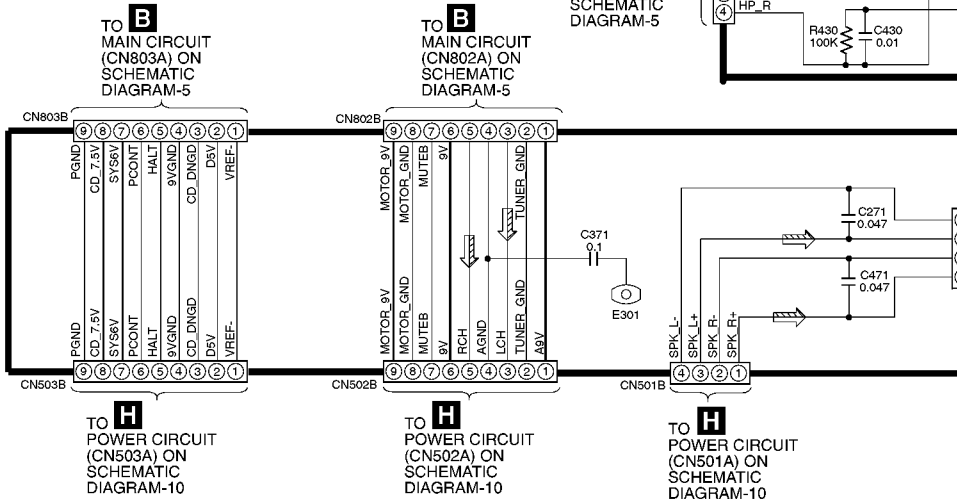 SCHEMATIC
DIAGRAM-5
4 HP_R
R430
100K
C430
0.01
TO B
MAIN CIRCUIT
(CN803A) ON
SCHEMATIC
DIAGRAM-5
TO B
MAIN CIRCUIT
(CN802A) ON
SCHEMATIC
DIAGRAM-5
CN803B
9 8 7 6 5 4 3 2 1
PGND
CD_7.5V
SYS6V
PCONT
HALT
9VGND
CD_DNGD
D5V
VREF-
CN802B
9 8 7 6 5 4 3 2 1
MOTOR_9V
MOTOR_GND
MUTEB
9V
TUNER_GND
C371
0.1
E301
C271
0.047
C471
0.047
PGND
CD_7.5V
SYS6V
PCONT
HALT
9VGND
CD_DNGD
D5V
VREF-
MOTOR_9V
MOTOR_GND
MUTEB
9V
RCH
AGND
LCH
TUNER_GND
A9V
SPK_L-
SPK_L+
SPK_R-
SPK_R+
9 8 7 6 5 4 3 2 1
CN503B
9 8 7 6 5 4 3 2 1
CN502B
4 3 2 1
CN501B
TO H
POWER CIRCUIT
(CN503A) ON
SCHEMATIC
DIAGRAM-10
TO H
POWER CIRCUIT
(CN502A) ON
SCHEMATIC
DIAGRAM-10
TO H
POWER CIRCUIT
(CN501A) ON
SCHEMATIC
DIAGRAM-10